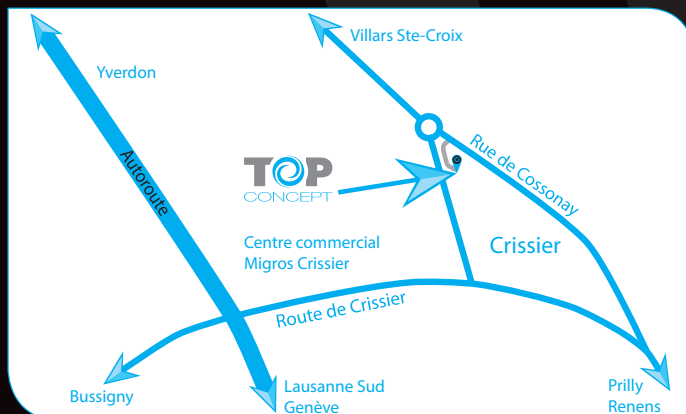 Villars Ste-Croix
Yverdon
Autoroute
Rue de Cossonay
TOP
CONCEPT
Centre commercial
Migros Crissier
Crissier
Route de Crissier
Bussigny
Lausanne Sud
Genève
Prilly
Renens